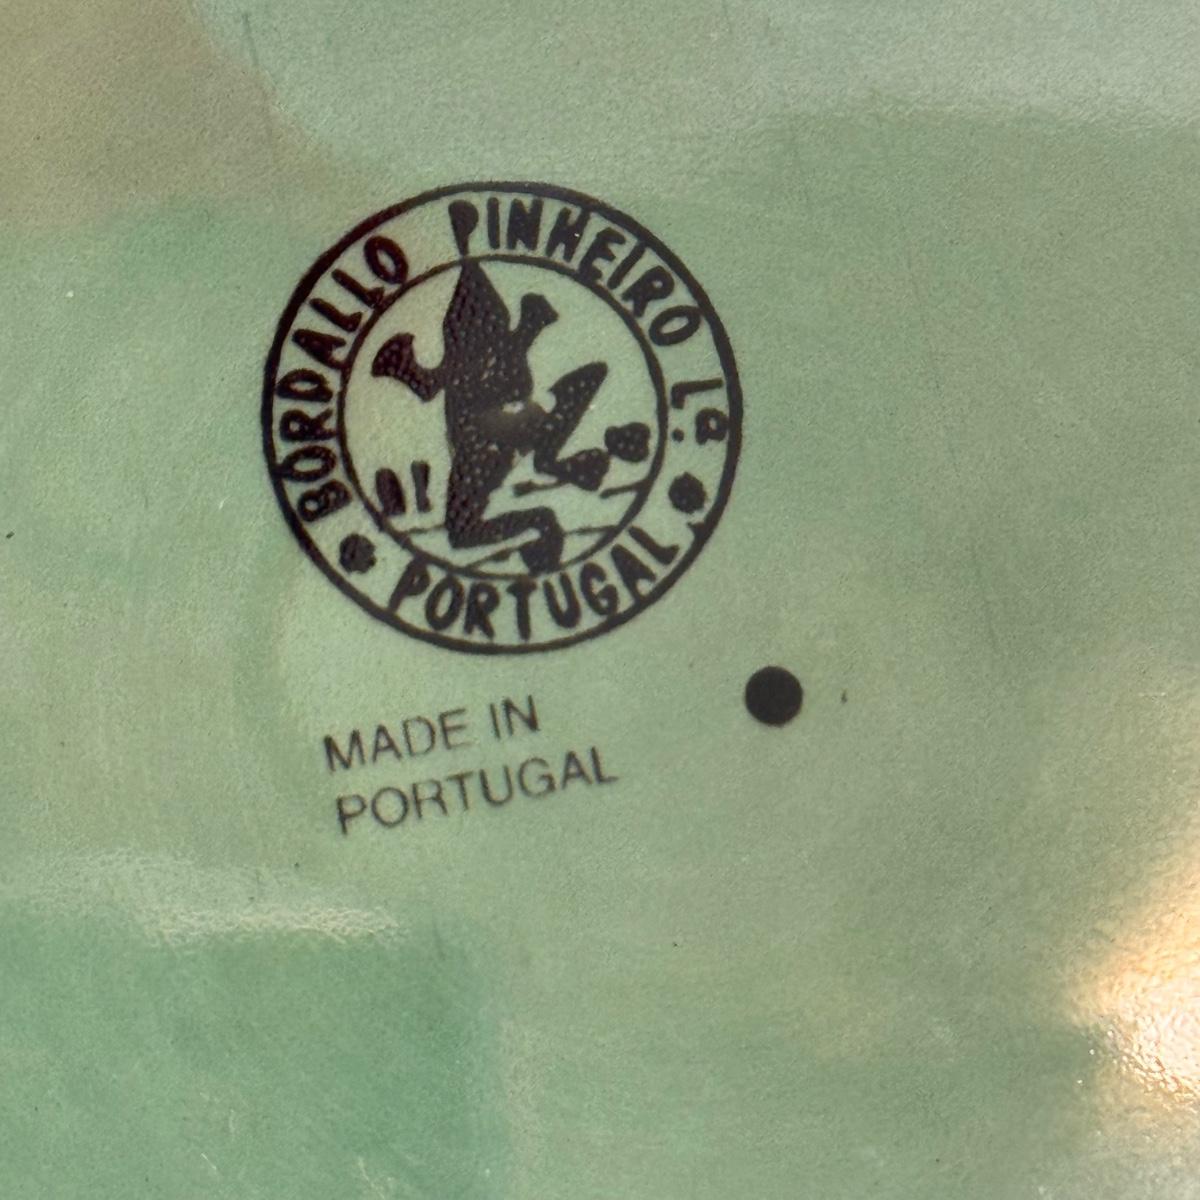 BORDALLO PINHEIRO Lª.
PORTUGAL
MADE IN
PORTUGAL